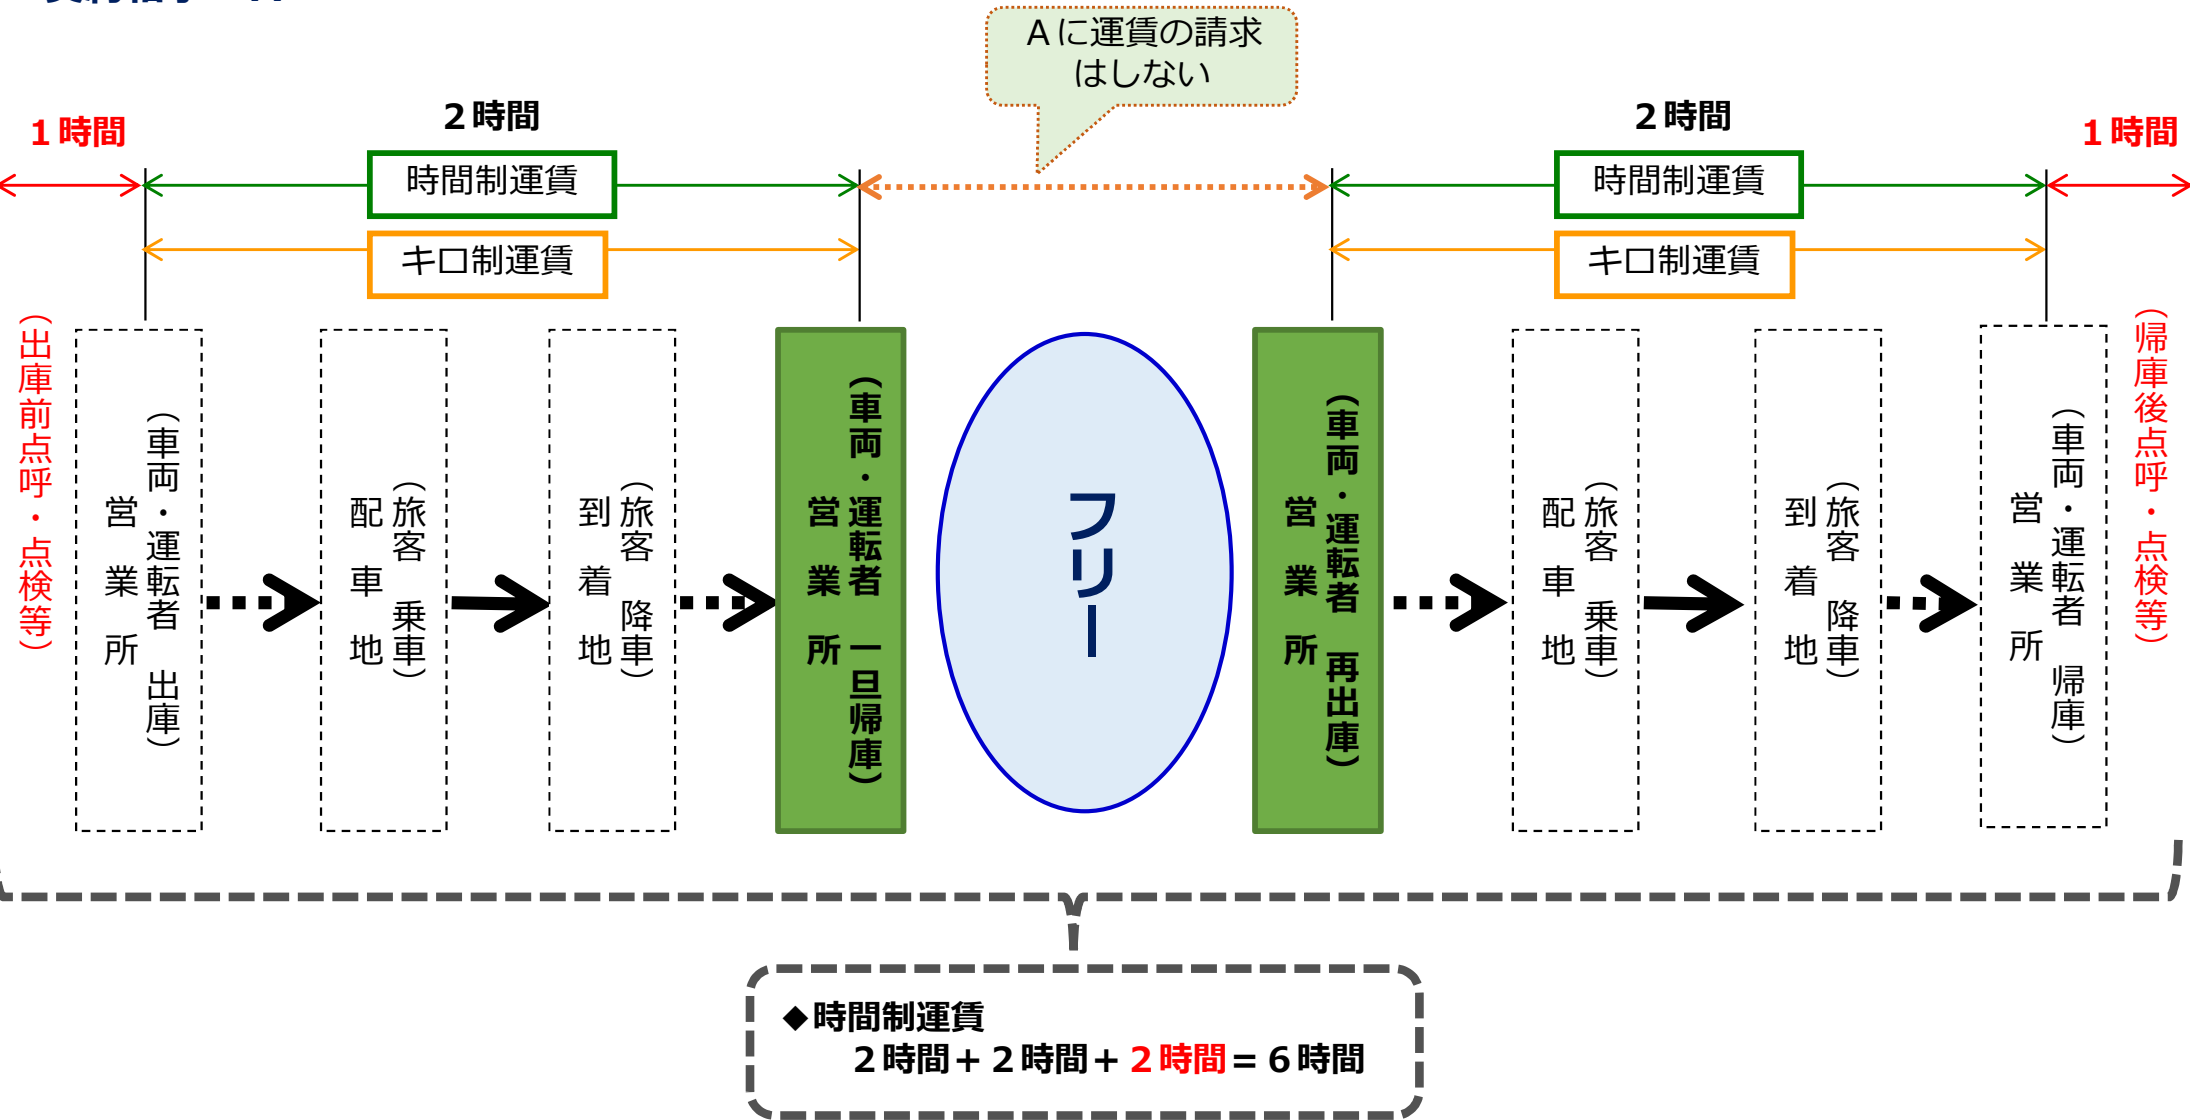 Aに運賃の請求
はしない
1時間
2時間
2時間
1時間
時間制運賃
時間制運賃
キロ制運賃
キロ制運賃
（出庫前点呼・点検等）
営業所
（車両・運転者　出庫）
配車地
（旅客　乗車）
到着地
（旅客　降車）
営業所
（車両・運転者　一旦帰庫）
フリー
営業所
（車両・運転者　再出庫）
配車地
（旅客　乗車）
到着地
（旅客　降車）
営業所
（車両・運転者　帰庫）
（帰庫後点呼・点検等）
◆時間制運賃
2時間＋2時間＋2時間＝6時間